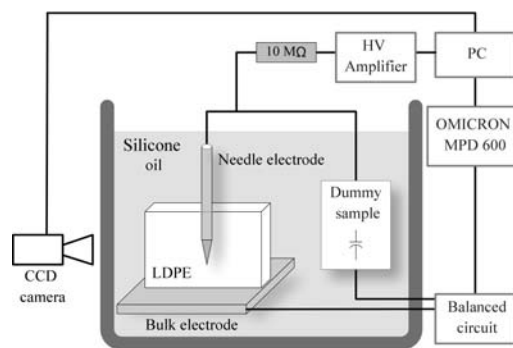 10 MΩ
HV
Amplifier
PC
OMICRON
MPD 600
Silicone
oil
Needle electrode
Dummy
sample
LDPE
CCD
camera
Bulk electrode
Balanced
circuit